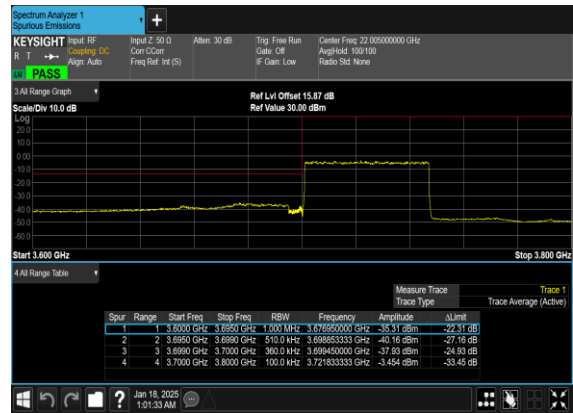 Spectrum Analyzer 1
Spurious Emissions
+
KEYSIGHT Input: RF Input Z: 50 Ω Atten: 30 dB Trig: Free Run Center Freq: 22.005000000 GHz
R T Coupling: DC Corr CCorr Gate: Off Avg|Hold: 100/100
Align: Auto Freq Ref: Int (S) IF Gain: Low Radio Std: None
PASS
3 All Range Graph
Ref Lvl Offset 15.87 dB
Scale/Div 10.0 dB Ref Value 30.00 dBm
Log
20.0
10.0
0.00
-10.0
-20.0
-30.0
-40.0
-50.0
-60.0
Start 3.600 GHz Stop 3.800 GHz
4 All Range Table
Measure Trace Trace 1
Trace Type Trace Average (Active)
Spur Range Start Freq Stop Freq RBW Frequency Amplitude ΔLimit
1 1 3.6000 GHz 3.6950 GHz 1.000 MHz 3.676950000 GHz -35.31 dBm -22.31 dB
2 2 3.6950 GHz 3.6990 GHz 510.0 kHz 3.698853333 GHz -40.16 dBm -27.16 dB
3 3 3.6990 GHz 3.7000 GHz 360.0 kHz 3.699450000 GHz -37.93 dBm -24.93 dB
4 4 3.7000 GHz 3.8000 GHz 100.0 kHz 3.721833333 GHz -3.454 dBm -33.45 dB
? Jan 18, 2025
1:01:33 AM